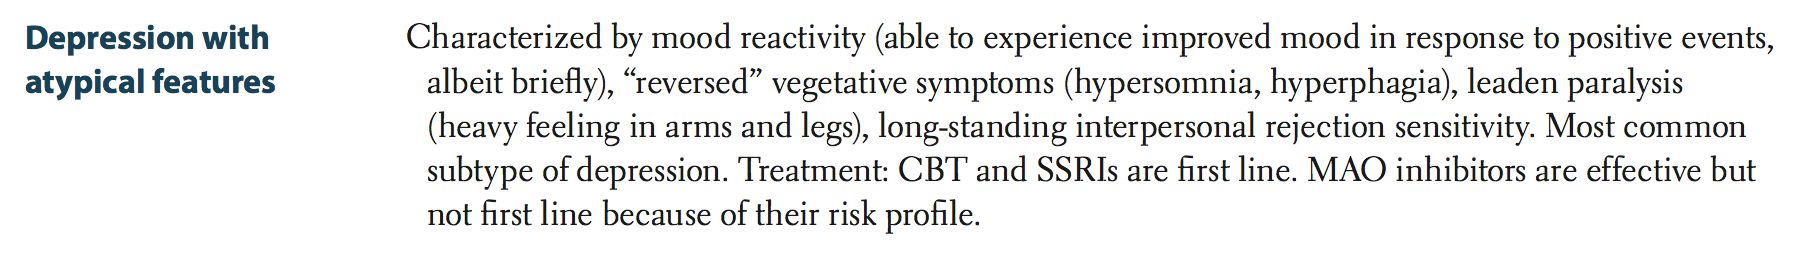 Depression with
atypical features
Characterized by mood reactivity (able to experience improved mood in response to positive events,
albeit briefly), “reversed” vegetative symptoms (hypersomnia, hyperphagia), leaden paralysis
(heavy feeling in arms and legs), long-standing interpersonal rejection sensitivity. Most common
subtype of depression. Treatment: CBT and SSRIs are first line. MAO inhibitors are effective but
not first line because of their risk profile.